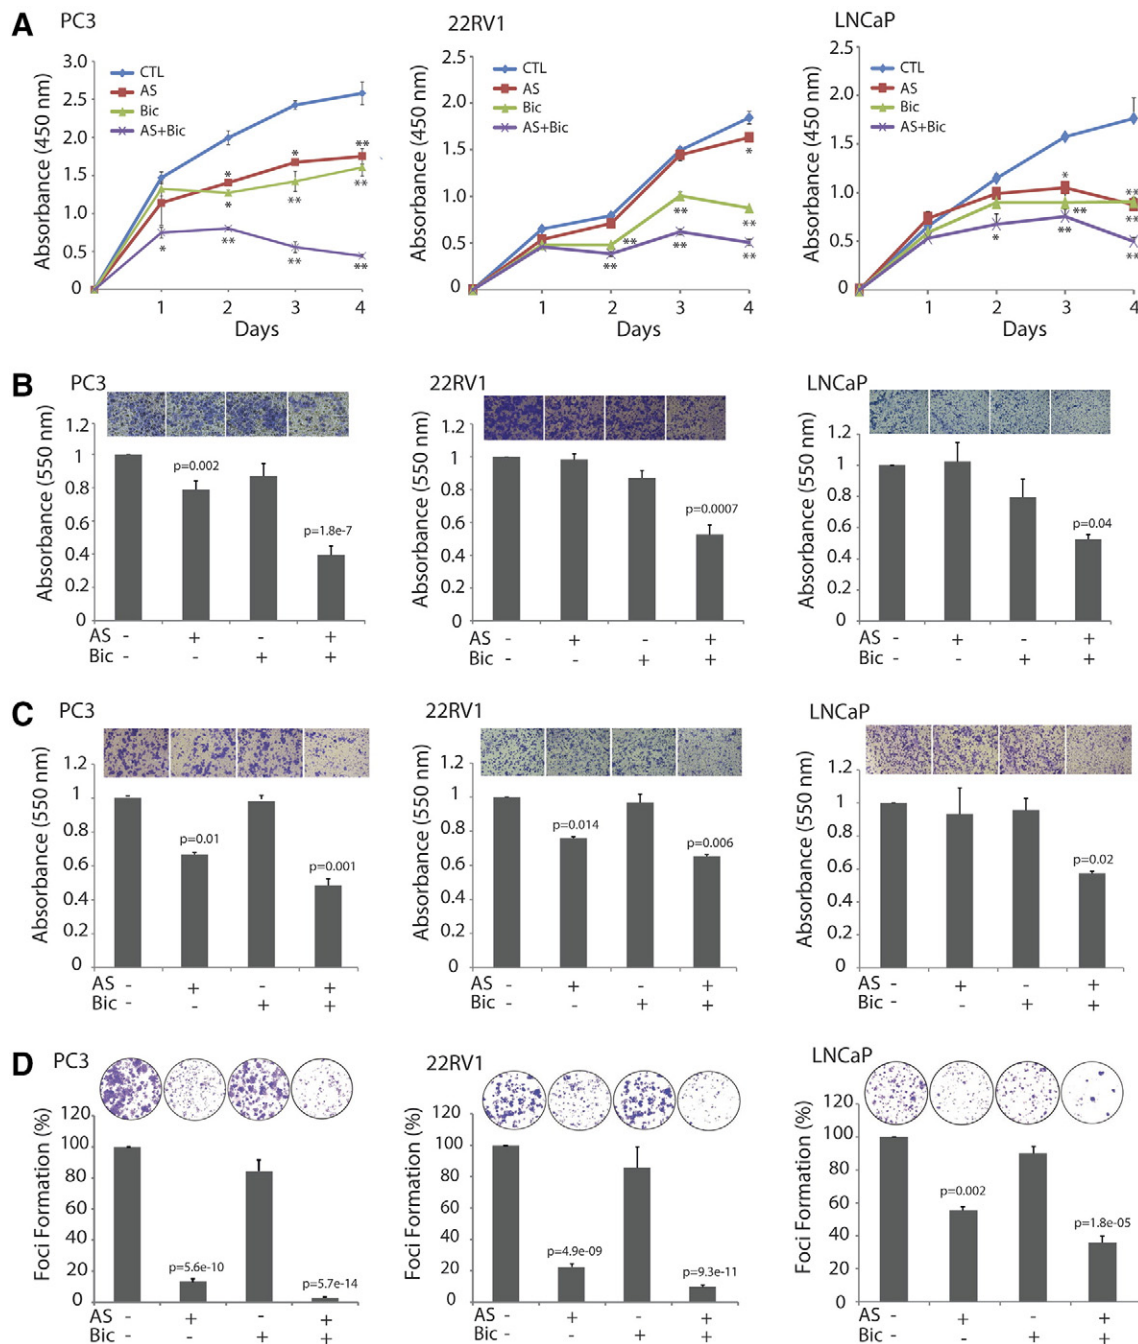 A
PC3
22RV1
LNCaP
Absorbance (450 nm)
3.0
2.5
2.0
1.5
1.0
0.5
0
CTL
AS
Bic
AS+Bic
* * ** * ** * ** ** ** **
1 2 3 4
Days
Absorbance (450 nm)
2.5
2.0
1.5
1.0
0.5
0
CTL
AS
Bic
AS+Bic
** ** ** ** * ** **
1 2 3 4
Days
Absorbance (450 nm)
2.5
2.0
1.5
1.0
0.5
0
CTL
AS
Bic
AS+Bic
* * ** ** ** ** **
1 2 3 4
Days
B
PC3
22RV1
LNCaP
Absorbance (550 nm)
1.2
1
0.8
0.6
0.4
0.2
0
p=0.002
p=1.8e-7
AS - + - +
Bic - - + +
Absorbance (550 nm)
1.2
1
0.8
0.6
0.4
0.2
0
p=0.0007
AS - + - +
Bic - - + +
Absorbance (550 nm)
1.2
1
0.8
0.6
0.4
0.2
0
p=0.04
AS - + - +
Bic - - + +
C
PC3
22RV1
LNCaP
Absorbance (550 nm)
1.2
1
0.8
0.6
0.4
0.2
0
p=0.01
p=0.001
AS - + - +
Bic - - + +
Absorbance (550 nm)
1.2
1
0.8
0.6
0.4
0.2
0
p=0.014
p=0.006
AS - + - +
Bic - - + +
Absorbance (550 nm)
1.2
1
0.8
0.6
0.4
0.2
0
p=0.02
AS - + - +
Bic - - + +
D
PC3
22RV1
LNCaP
Foci Formation (%)
120
100
80
60
40
20
0
p=5.6e-10
p=5.7e-14
AS - + - +
Bic - - + +
Foci Formation (%)
120
100
80
60
40
20
0
p=4.9e-09
p=9.3e-11
AS - + - +
Bic - - + +
Foci Formation (%)
120
100
80
60
40
20
0
p=0.002
p=1.8e-05
AS - + - +
Bic - - + +